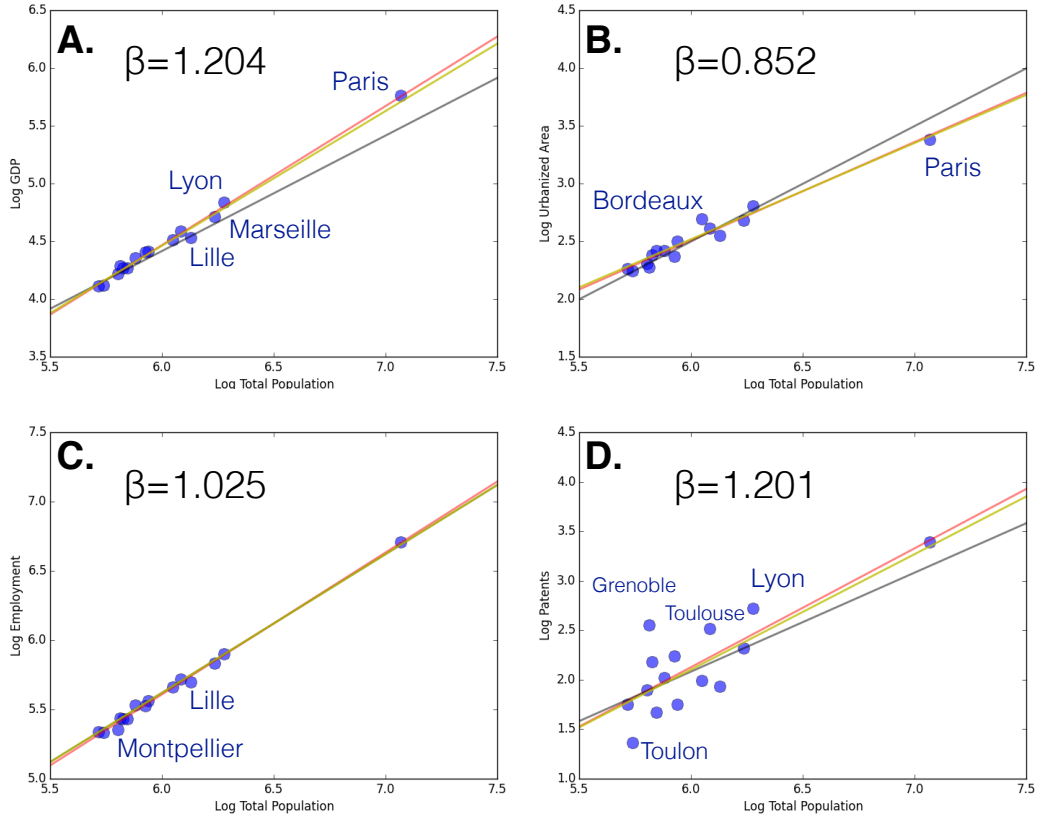 A.
β=1.204
Log GDP
6.5
6.0
5.5
5.0
4.5
4.0
3.5
Paris
Lyon
Marseille
Lille
5.5 6.0 6.5 7.0 7.5
Log Total Population
B.
β=0.852
Log Urbanized Area
4.5
4.0
3.5
3.0
2.5
2.0
1.5
Bordeaux
Paris
5.5 6.0 6.5 7.0 7.5
Log Total Population
C.
β=1.025
Log Employment
7.5
7.0
6.5
6.0
5.5
5.0
Lille
Montpellier
5.5 6.0 6.5 7.0 7.5
Log Total Population
D.
β=1.201
Log Patents
4.5
4.0
3.5
3.0
2.5
2.0
1.5
1.0
Grenoble
Lyon
Toulouse
Toulon
5.5 6.0 6.5 7.0 7.5
Log Total Population